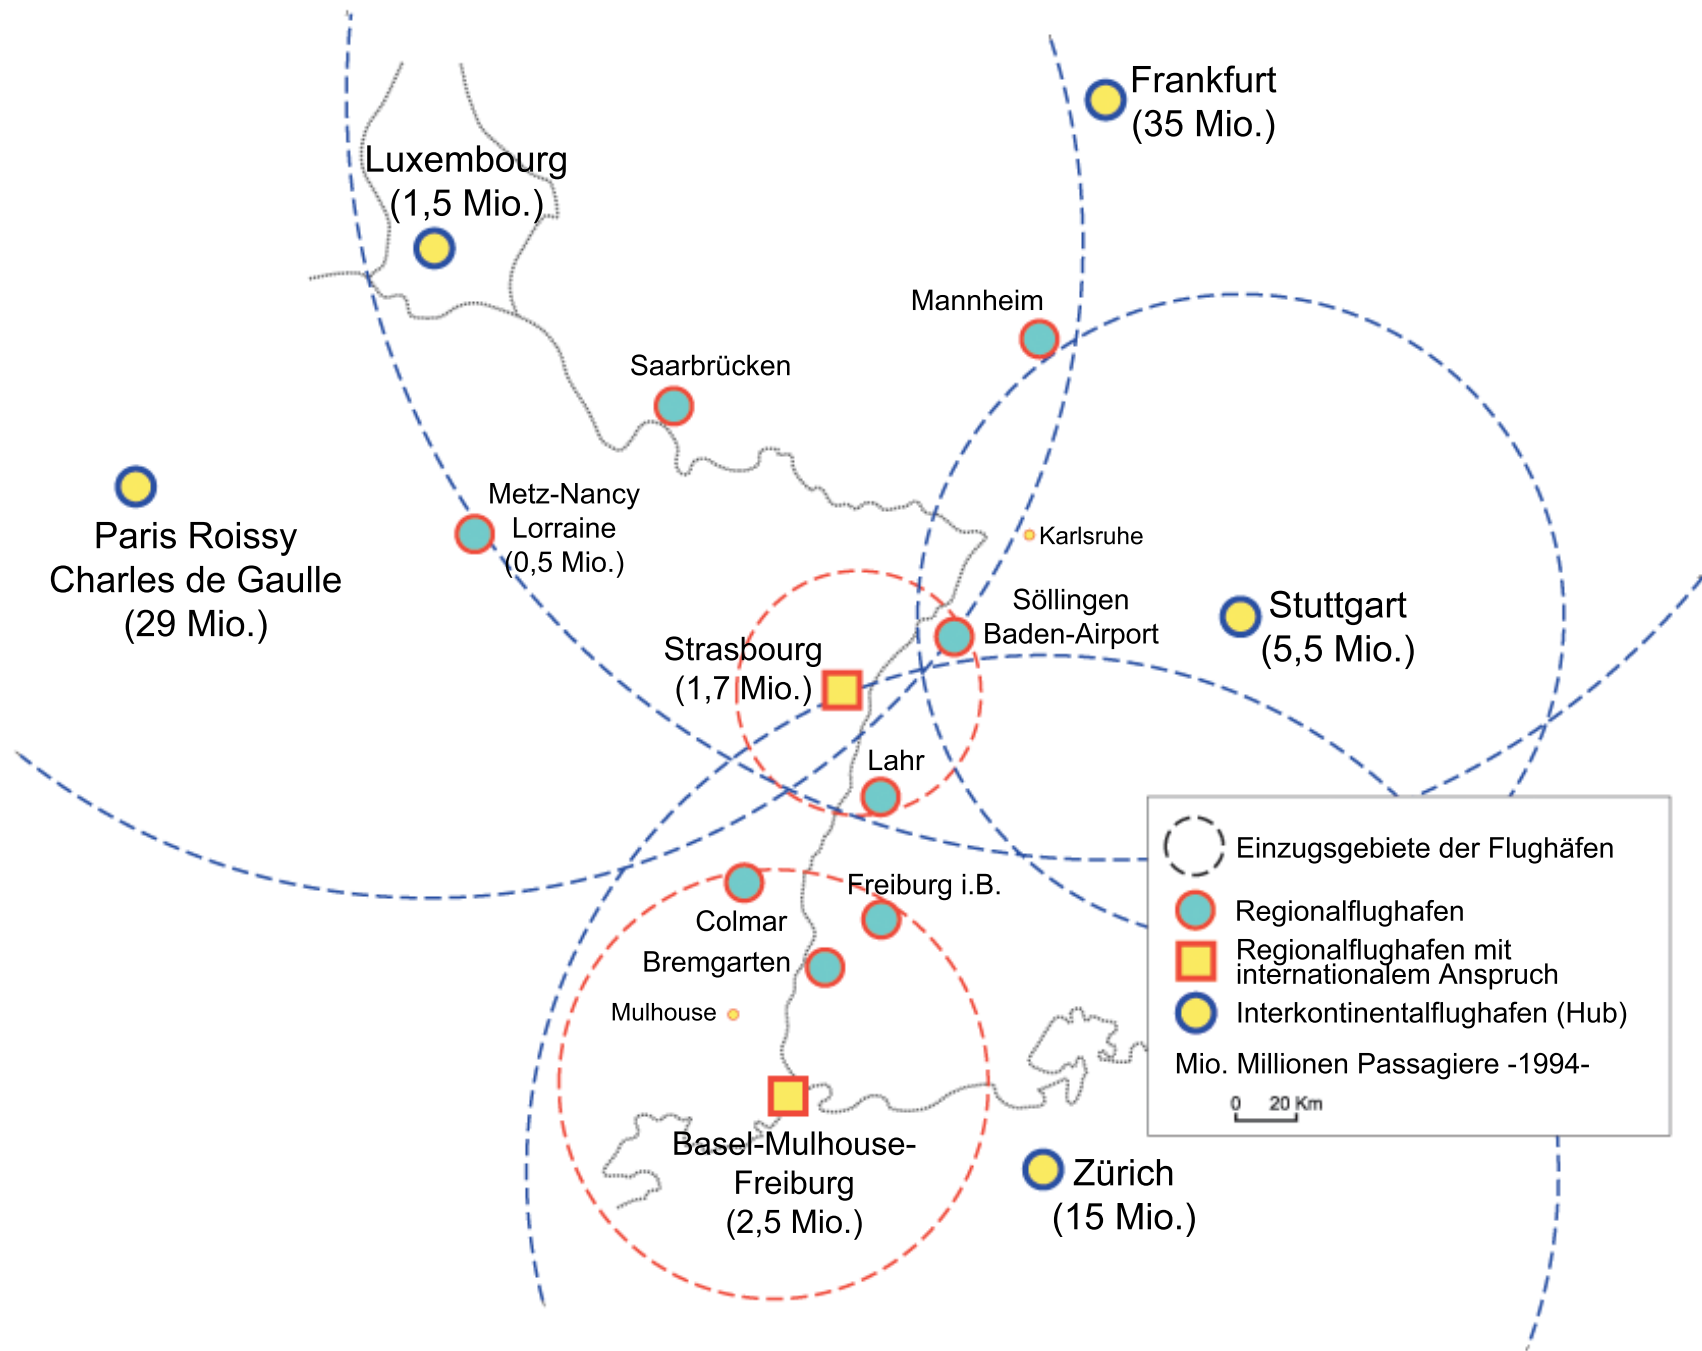 Frankfurt
(35 Mio.)
Luxembourg
(1,5 Mio.)
Mannheim
Saarbrücken
Metz-Nancy
Lorraine
(0,5 Mio.)
Paris Roissy
Charles de Gaulle
(29 Mio.)
Karlsruhe
Söllingen
Baden-Airport
Stuttgart
(5,5 Mio.)
Strasbourg
(1,7 Mio.)
Lahr
Colmar
Freiburg i.B.
Bremgarten
Mulhouse
Basel-Mulhouse-
Freiburg
(2,5 Mio.)
Zürich
(15 Mio.)
Einzugsgebiete der Flughäfen
Regionalflughafen
Regionalflughafen mit
internationalem Anspruch
Interkontinentalflughafen (Hub)
Mio. Millionen Passagiere -1994-
0 20 Km